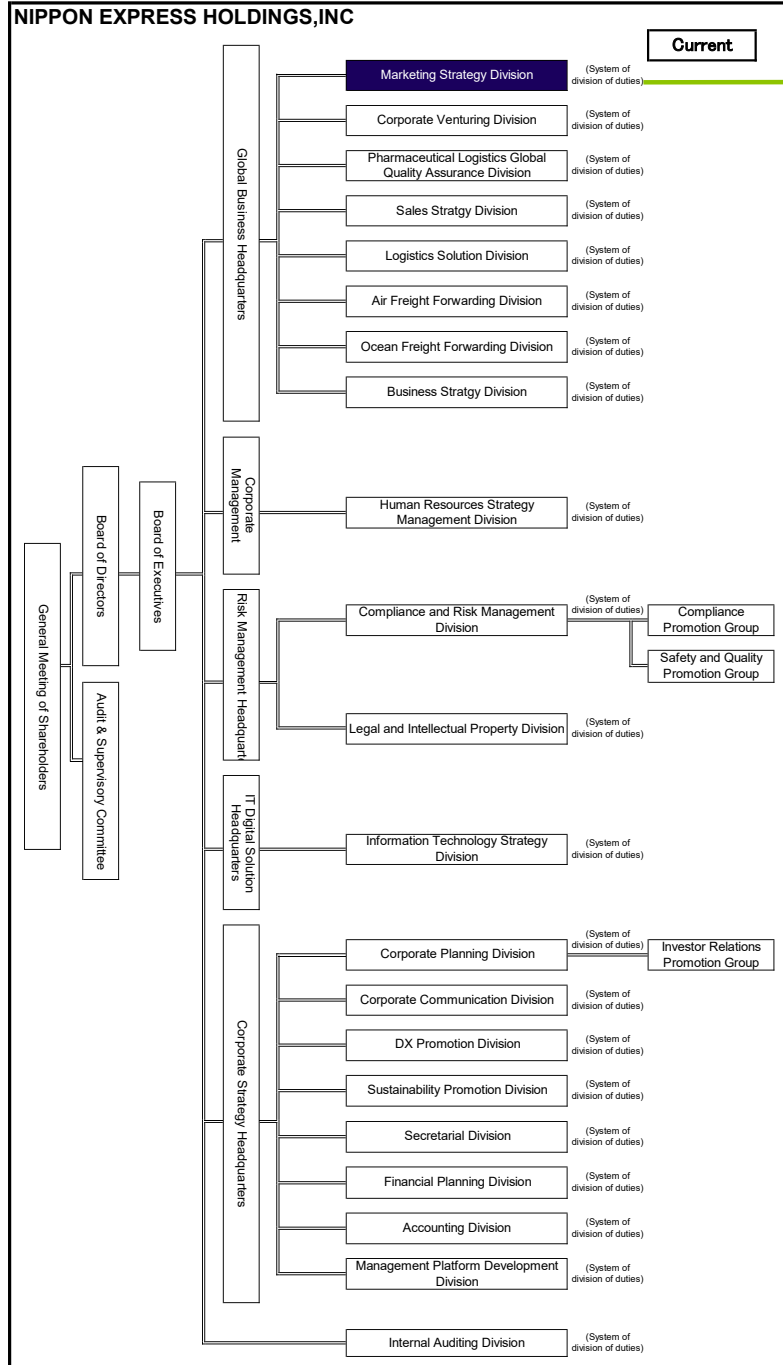 NIPPON EXPRESS HOLDINGS,INC
Current
General Meeting of Shareholders
Board of Directors
Audit & Supervisory Committee
Board of Executives
Global Business Headquarters
Marketing Strategy Division
(System of
division of duties)
Corporate Venturing Division
(System of
division of duties)
Pharmaceutical Logistics Global
Quality Assurance Division
(System of
division of duties)
Sales Stratgy Division
(System of
division of duties)
Logistics Solution Division
(System of
division of duties)
Air Freight Forwarding Division
(System of
division of duties)
Ocean Freight Forwarding Division
(System of
division of duties)
Business Stratgy Division
(System of
division of duties)
Corporate
Management
Human Resources Strategy
Management Division
(System of
division of duties)
Risk Management Headquarte
Compliance and Risk Management
Division
(System of
division of duties)
Compliance
Promotion Group
Safety and Quality
Promotion Group
Legal and Intellectual Property Division
(System of
division of duties)
IT Digital Solution
Headquarters
Information Technology Strategy
Division
(System of
division of duties)
Corporate Strategy Headquarters
Corporate Planning Division
(System of
division of duties)
Investor Relations
Promotion Group
Corporate Communication Division
(System of
division of duties)
DX Promotion Division
(System of
division of duties)
Sustainability Promotion Division
(System of
division of duties)
Secretarial Division
(System of
division of duties)
Financial Planning Division
(System of
division of duties)
Accounting Division
(System of
division of duties)
Management Platform Development
Division
(System of
division of duties)
Internal Auditing Division
(System of
division of duties)